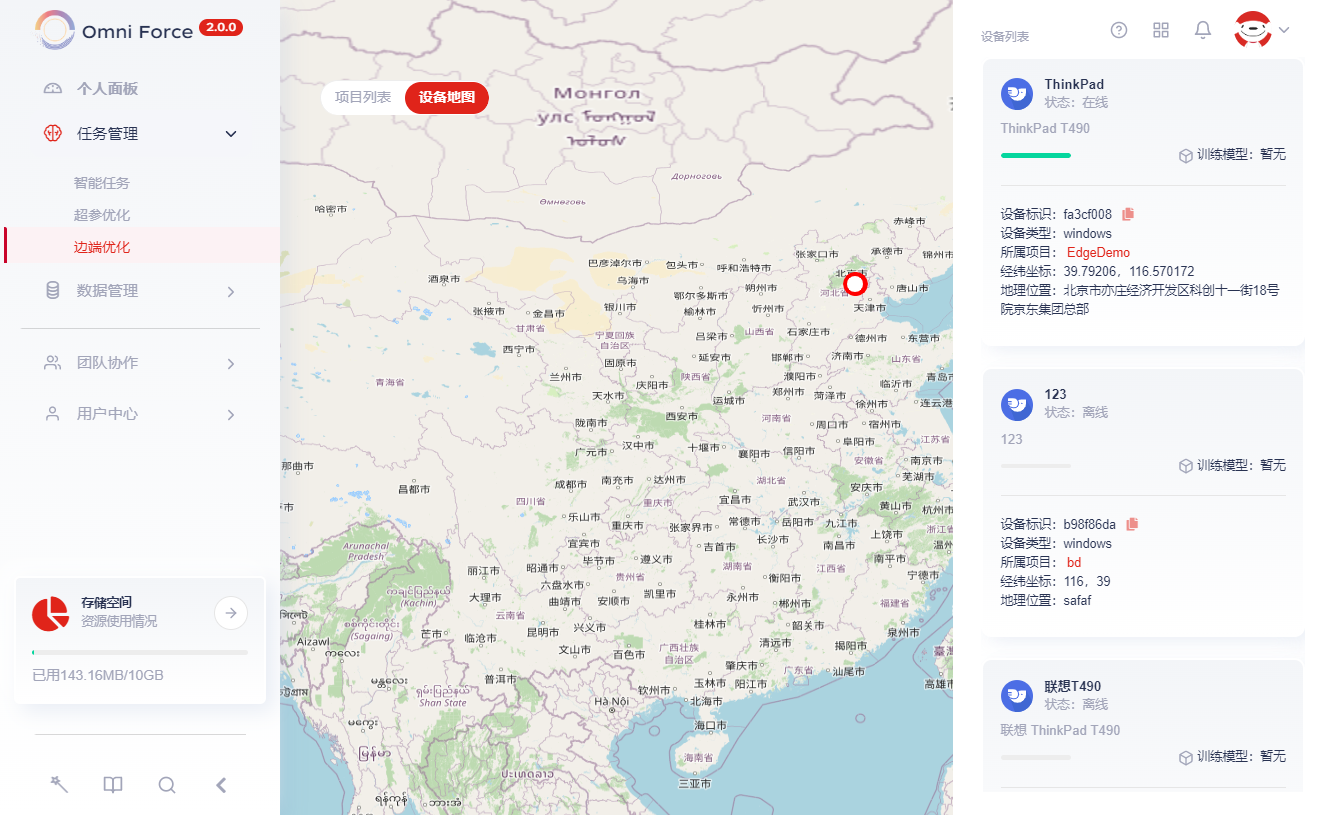 Omni Force 2.0.0
个人面板
任务管理
智能任务
超参优化
边端优化
数据管理
团队协作
用户中心
存储空间
资源使用情况
已用143.16MB/10GB
项目列表
设备地图
Монгол
улс
Дорноговь
Өмнөговь
哈密市
赤峰市
张家口市
承德市
锦州市
巴彦淖尔市
包头市
呼和浩特市
北京市
酒泉市
乌海市
朔州市
河北省
唐山市
鄂尔多斯市
张掖市
金昌市
银川市
榆林市
忻州市
天津市
甘肃省
宁夏回族
自治区
吕梁市
山西省
石家庄市
德州市
东营市
西宁市
固原市
延安市
邯郸市
济南市
山东省
青海省
兰州市
庆阳市
陕西省
濮阳市
临沂市
青岛市
天水市
运城市
郑州市
菏泽市
徐州市
连云港
陇南市
西安市
河南省
周口市
宿州市
广元市
汉中市
十堰市
襄阳市
信阳市
阜阳市
江苏省
那曲市
安徽省
南京市
昌都市
成都市
南充市
达州市
湖北省
安庆市
芜湖市
四川省
重庆市
宜昌市
武汉市
黄山市
杭州市
乐山市
重庆市
张家界市
常德市
岳阳市
九江市
浙江省
宜宾市
吉首市
长沙市
南昌市
上饶市
温州
Arunachal
Pradesh
丽江市
昭通市
毕节市
遵义市
湖南省
江西省
南平市
贵州省
衡阳市
宁德市
(Kachin)
大理市
六盘水市
曲靖市
安顺市
凯里市
永州市
郴州市
福建省
云南省
(Sagaing)
Aizawl
芒市
临沧市
昆明市
兴义市
桂林市
韶关市
泉州市
文山市
百色市
广西壮族
自治区
清远市
揭阳市
普洱市
肇庆市
广东省
汕尾市
高雄
Shan State
钦州市
玉林市
阳江市
Hà Nội
北海市
海口市
海南省
三亚市
设备列表
ThinkPad
状态：在线
ThinkPad T490
训练模型：暂无
设备标识：fa3cf008
设备类型：windows
所属项目：EdgeDemo
经纬坐标：39.79206，116.570172
地理位置：北京市亦庄经济开发区科创十一街18号
院京东集团总部
123
状态：离线
123
训练模型：暂无
设备标识：b98f86da
设备类型：windows
所属项目：bd
经纬坐标：116，39
地理位置：safaf
联想T490
状态：离线
联想 ThinkPad T490
训练模型：暂无